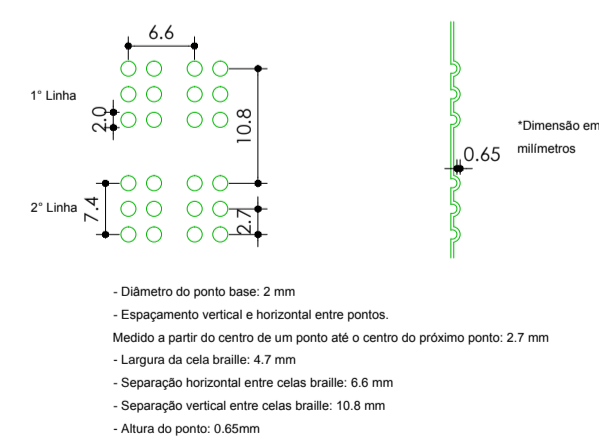 6.6
1° Linha
2.0
10.8
*Dimensão em
milímetros
0.65
2° Linha
7.4
2.7
- Diâmetro do ponto base: 2 mm
- Espaçamento vertical e horizontal entre pontos.
Medido a partir do centro de um ponto até o centro do próximo ponto: 2.7 mm
- Largura da cela braille: 4.7 mm
- Separação horizontal entre celas braille: 6.6 mm
- Separação vertical entre celas braille: 10.8 mm
- Altura do ponto: 0.65mm